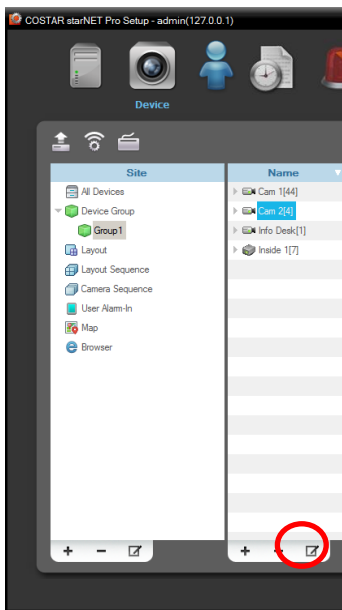 COSTAR starNET Pro Setup - admin(127.0.0.1)
Device
Site
Name
All Devices
Cam 1[44]
Device Group
Cam 2[4]
Group1
Info Desk[1]
Layout
Inside 1[7]
Layout Sequence
Camera Sequence
User Alarm-In
Map
Browser